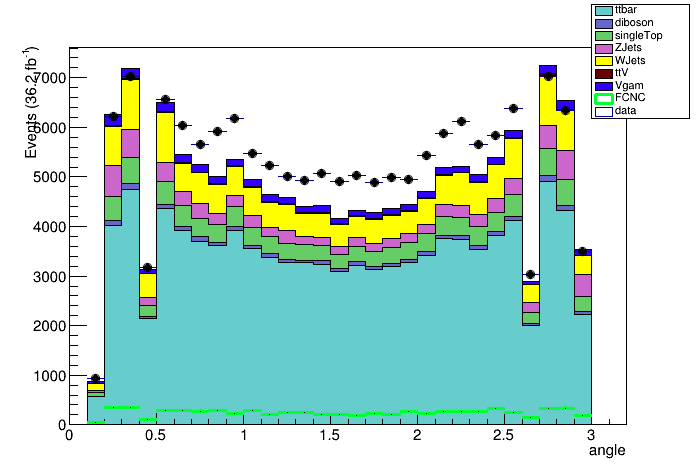 ttbar
diboson
singleTop
ZJets
WJets
ttV
Vgam
FCNC
data
Events (36.2 fb⁻¹)
7000
6000
5000
4000
3000
2000
1000
0
0 0.5 1 1.5 2 2.5 3
angle